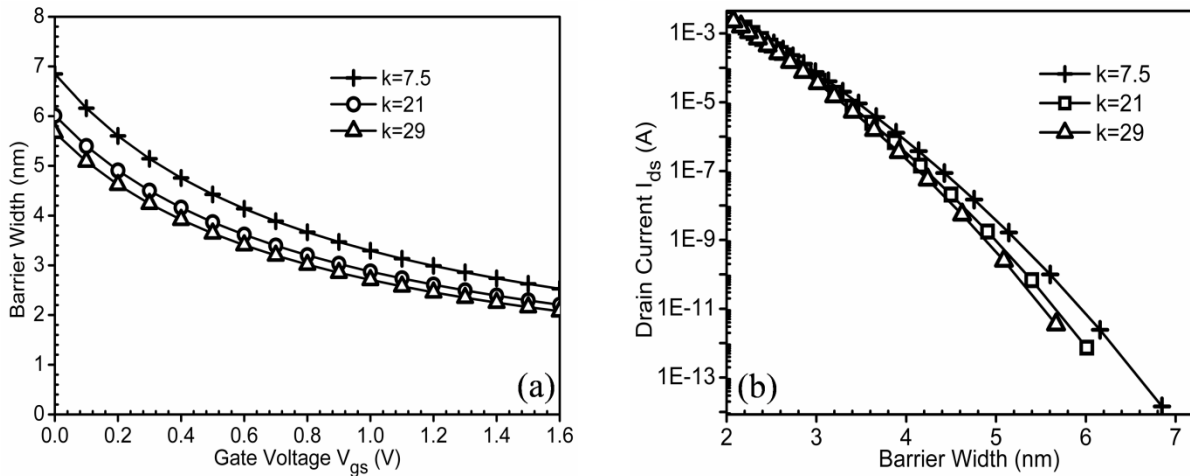 8
7
6
5
4
3
2
1
0
Barrier Width (nm)
k=7.5
k=21
k=29
(a)
0.0 0.2 0.4 0.6 0.8 1.0 1.2 1.4 1.6
Gate Voltage V_gs (V)
1E-3
1E-5
1E-7
1E-9
1E-11
1E-13
Drain Current I_ds (A)
k=7.5
k=21
k=29
(b)
2 3 4 5 6 7
Barrier Width (nm)